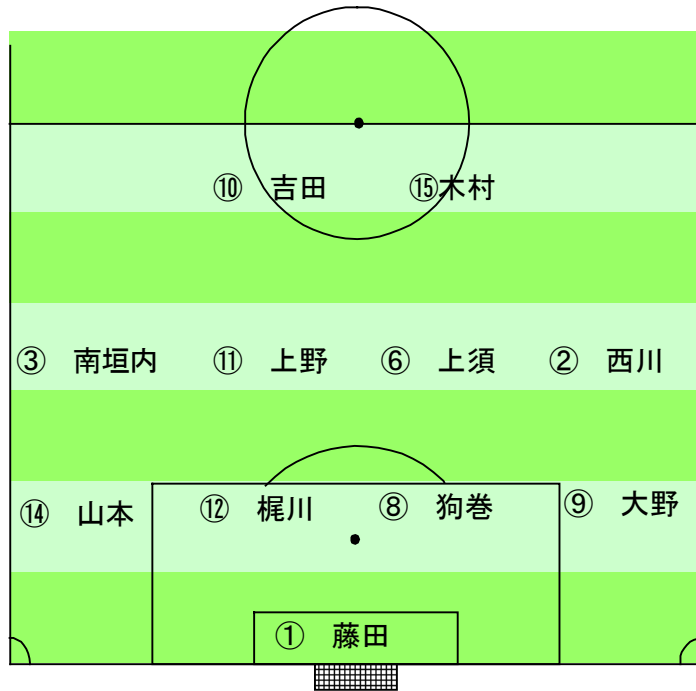 ⑩ 吉田 ⑮木村
③ 南垣内 ⑪ 上野 ⑥ 上須 ② 西川
⑭ 山本 ⑫ 梶川 ⑧ 狗巻 ⑨ 大野
① 藤田